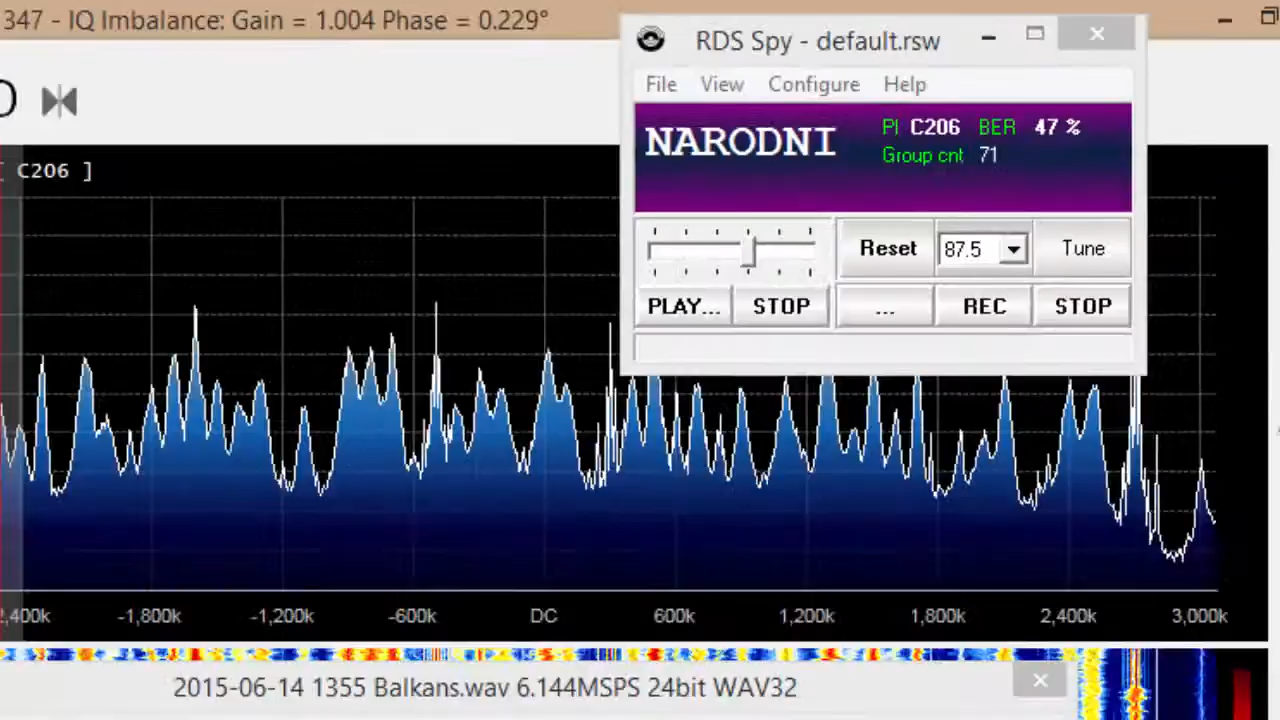 347 - IQ Imbalance: Gain = 1.004 Phase = 0.229°
RDS Spy - default.rsw
File View Configure Help
NARODNI
PI C206 BER 47 %
Group cnt 71
[ C206 ]
Reset 87.5 Tune
PLAY... STOP ... REC STOP
2,400k -1,800k -1,200k -600k DC 600k 1,200k 1,800k 2,400k 3,000k
2015-06-14 1355 Balkans.wav 6.144MSPS 24bit WAV32